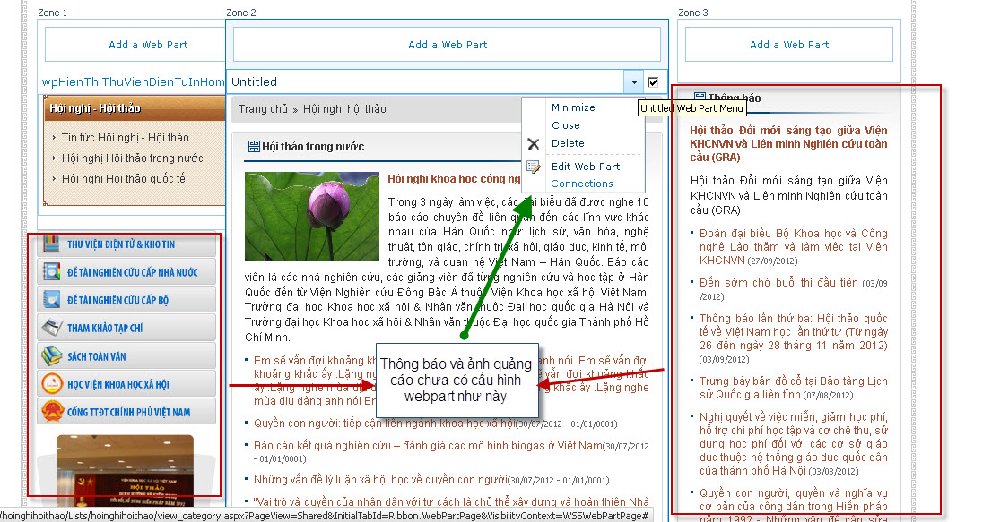 Zone 1
Add a Web Part
wpHienThiThuVienDienTuInHom
Hội nghị - Hội thảo
Tin tức Hội nghị - Hội thảo
Hội nghị Hội thảo trong nước
Hội nghị Hội thảo quốc tế
THƯ VIỆN ĐIỆN TỬ & KHO TIN
ĐỀ TÀI NGHIÊN CỨU CẤP NHÀ NƯỚC
ĐỀ TÀI NGHIÊN CỨU CẤP BỘ
THAM KHẢO TẠP CHÍ
SÁCH TOÀN VĂN
HỌC VIỆN KHOA HỌC XÃ HỘI
CỔNG TTĐT CHÍNH PHỦ VIỆT NAM
HỘI THẢO
Zone 2
Add a Web Part
Untitled
Trang chủ » Hội nghị hội thảo
Minimize
Close
Delete
Edit Web Part
Connections
Untitled Web Part Menu
Hội thảo trong nước
Hội nghị khoa học công ng
Trong 3 ngày làm việc, các đại biểu đã được nghe 10
báo cáo chuyên đề liên quan đến các lĩnh vực khác
nhau của Hàn Quốc như: lịch sử, văn hóa, nghệ
thuật, tôn giáo, chính trị, xã hội, giáo dục, kinh tế, môi
trường, và quan hệ Việt Nam – Hàn Quốc. Báo cáo
viên là các nhà nghiên cứu, các giảng viên đã từng nghiên cứu và học tập ở Hàn
Quốc đến từ Viện Nghiên cứu Đông Bắc Á thuộc Viện Khoa học xã hội Việt Nam,
Trường đại học Khoa học xã hội & Nhân văn thuộc Đại học quốc gia Hà Nội và
Trường đại học Khoa học xã hội & Nhân văn thuộc Đại học quốc gia Thành phố Hồ
Chí Minh.
Em sẽ vẫn đợi khoảng kh anh nói. Em sẽ vẫn đợi
khoảng khắc ấy .Lặng ng vẫn đợi khoảng khắc
ấy .Lặng nghe mùa dịu d khắc ấy .Lặng nghe
mùa dịu dàng anh nói Em
Quyền con người: tiếp cận liên ngành khoa học xã hội(30/07/2012 - 01/01/0001)
Báo cáo kết quả nghiên cứu – đánh giá các mô hình biogas ở Việt Nam(30/07/2012
- 01/01/0001)
Những vấn đề lý luận xã hội học về quyền con người(30/07/2012 - 01/01/0001)
"Vai trò và quyền của nhân dân với tư cách là chủ thể xây dựng và hoàn thiện Nhà
Thông báo và ảnh quảng
cáo chưa có cấu hình
webpart như này
Zone 3
Add a Web Part
Thông báo
Hội thảo Đổi mới sáng tạo giữa Viện
KHCNVN và Liên minh Nghiên cứu toàn
cầu (GRA)
Hội thảo Đổi mới sáng tạo giữa Viện
KHCNVN và Liên minh Nghiên cứu toàn
cầu (GRA)
Đoàn đại biểu Bộ Khoa học và Công
nghệ Lào thăm và làm việc tại Viện
KHCNVN (27/09/2012)
Đến sớm chờ buổi thi đầu tiên (03/09
/2012)
Thông báo lần thứ ba: Hội thảo quốc
tế về Việt Nam học lần thứ tư (Từ ngày
26 đến ngày 28 tháng 11 năm 2012)
(03/09/2012)
Trưng bày bản đồ cổ tại Bảo tàng Lịch
sử Quốc gia liên tỉnh (07/08/2012)
Nghị quyết về việc miễn, giảm học phí,
hỗ trợ chi phí học tập và cơ chế thu, sử
dụng học phí đối với các cơ sở giáo
dục thuộc hệ thống giáo dục quốc dân
của thành phố Hà Nội (03/08/2012)
Quyền con người, quyền và nghĩa vụ
cơ bản của công dân trong Hiến pháp
năm 1992 - Những vấn đề cần sửa
/hoinghihoithao/Lists/hoinghihoithao/view_category.aspx?PageView=Shared&InitialTabId=Ribbon.WebPartPage&VisibilityContext=WSSWebPartPage#